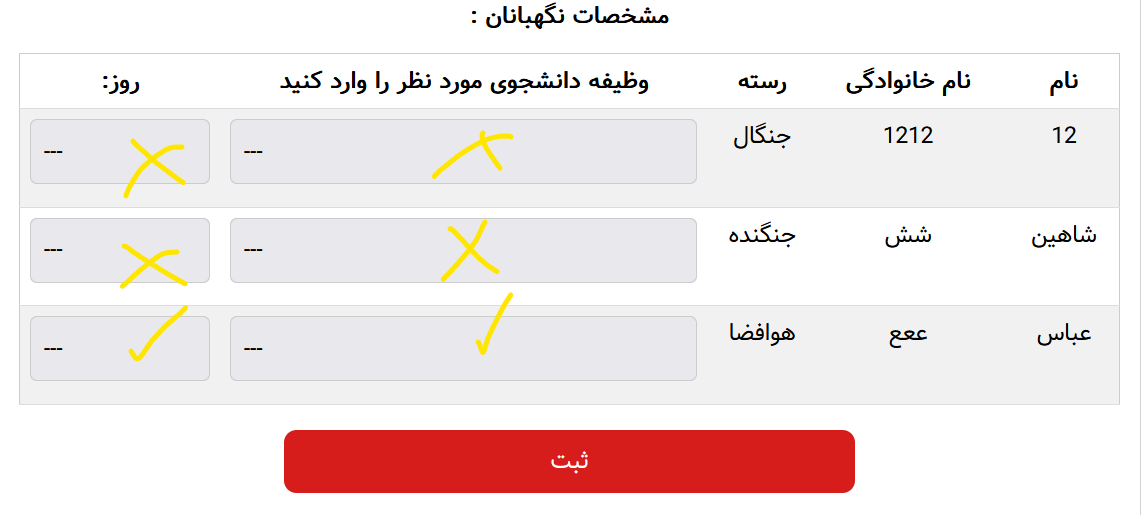 مشخصات نگهبانان :
نام نام خانوادگی رسته وظیفه دانشجوی مورد نظر را وارد کنید روز:
12 1212 جنگال --- ---
شاهین شش جنگنده --- ---
عباس ععع هوافضا --- ---
ثبت